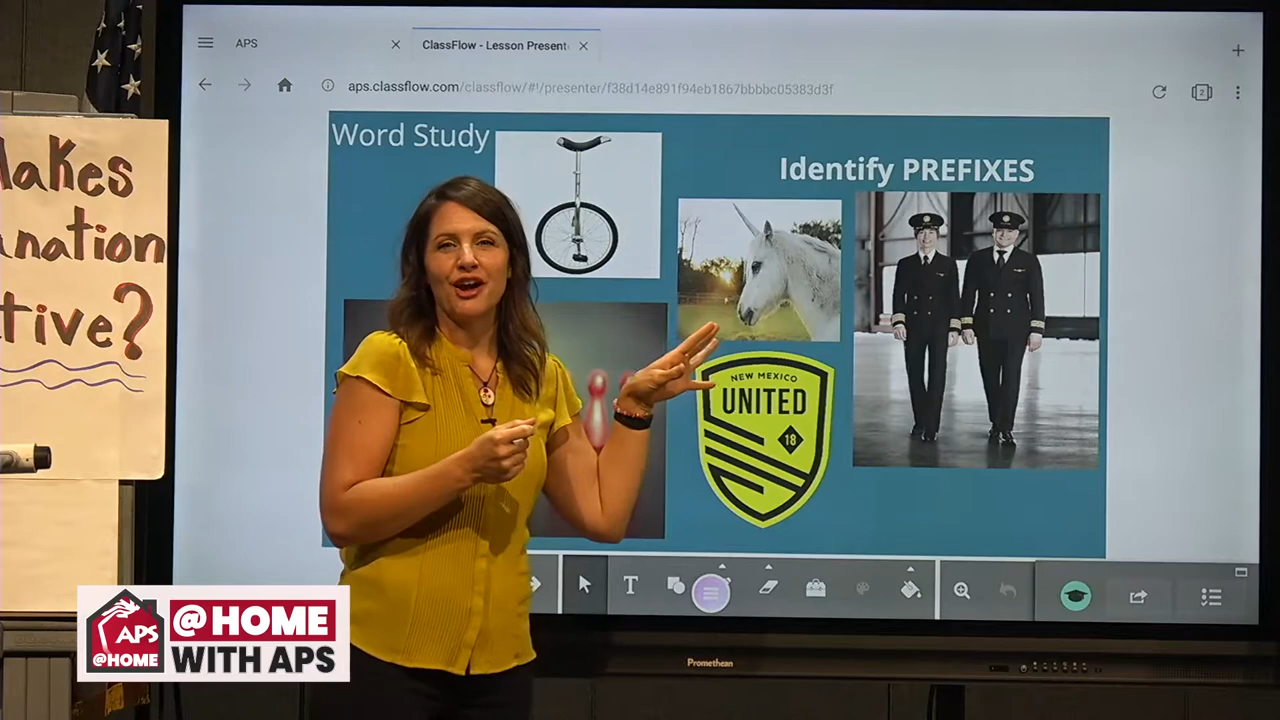 APS
ClassFlow - Lesson Present
aps.classflow.com/classflow/#!/presenter/f38d14e891f94eb1867bbbbc05383d3f
2
Word Study
Identify PREFIXES
akes
nation
tive?
NEW MEXICO
UNITED
18
T
APS
@HOME
@HOME
WITH APS
Promethean